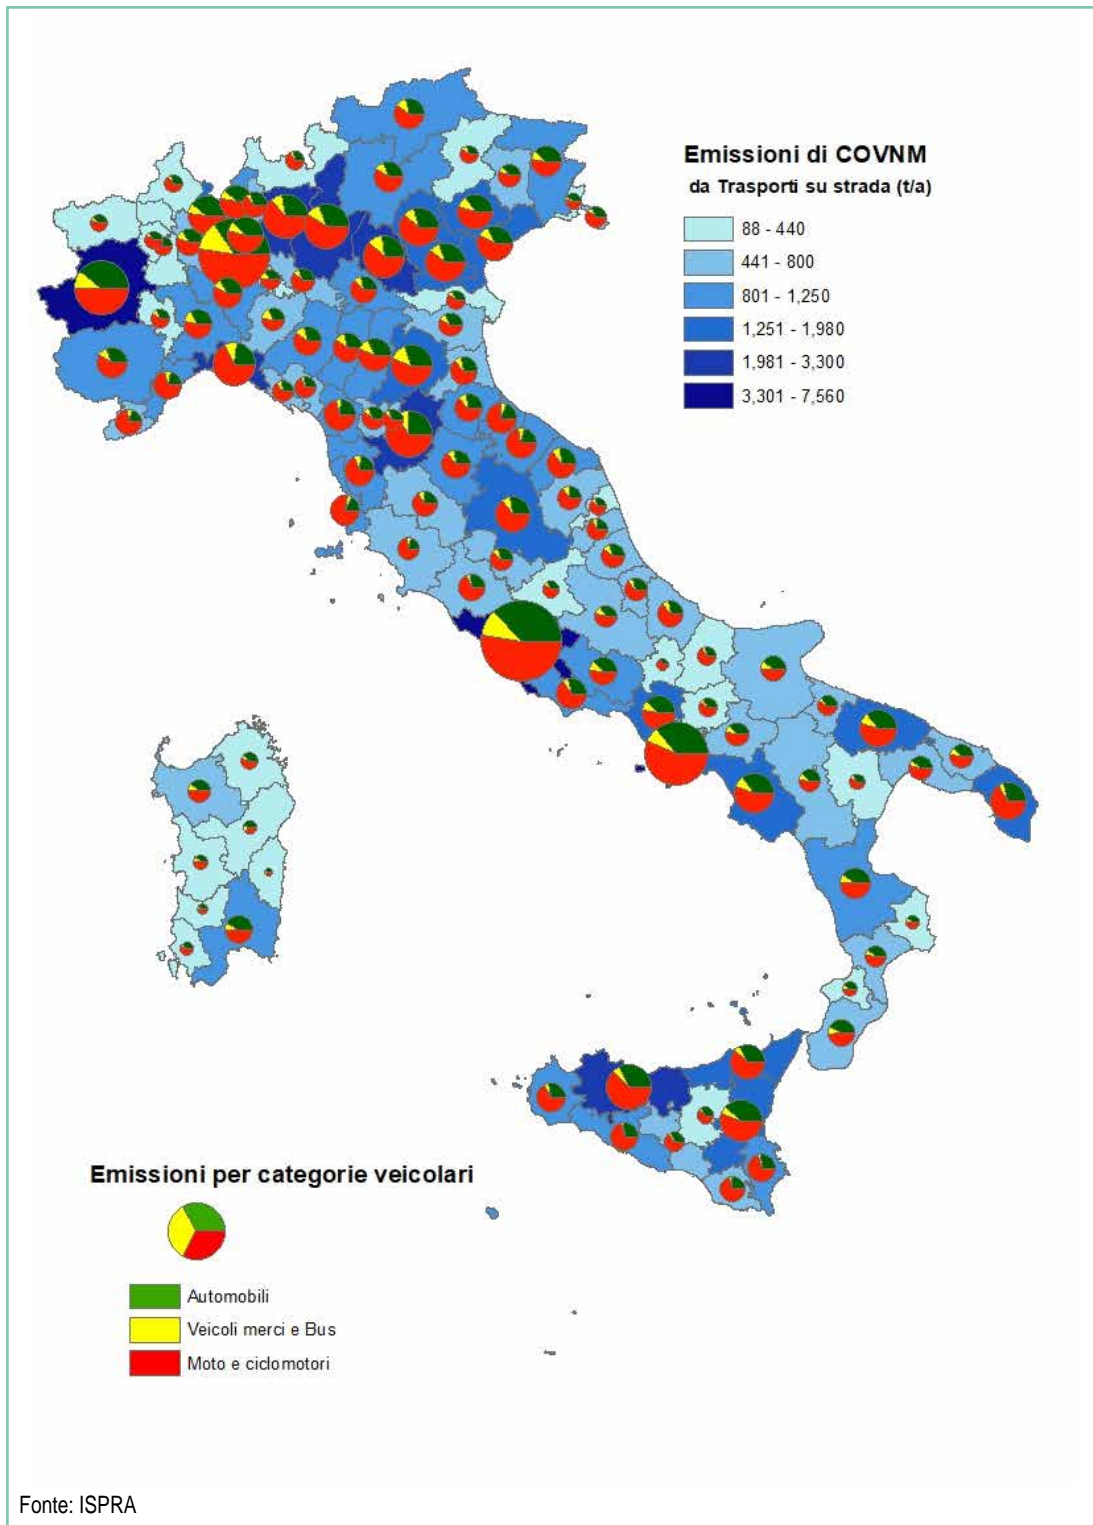 Emissioni di COVNM
da Trasporti su strada (t/a)
88 - 440
441 - 800
801 - 1,250
1,251 - 1,980
1,981 - 3,300
3,301 - 7,560
Emissioni per categorie veicolari
Automobili
Veicoli merci e Bus
Moto e ciclomotori
Fonte: ISPRA